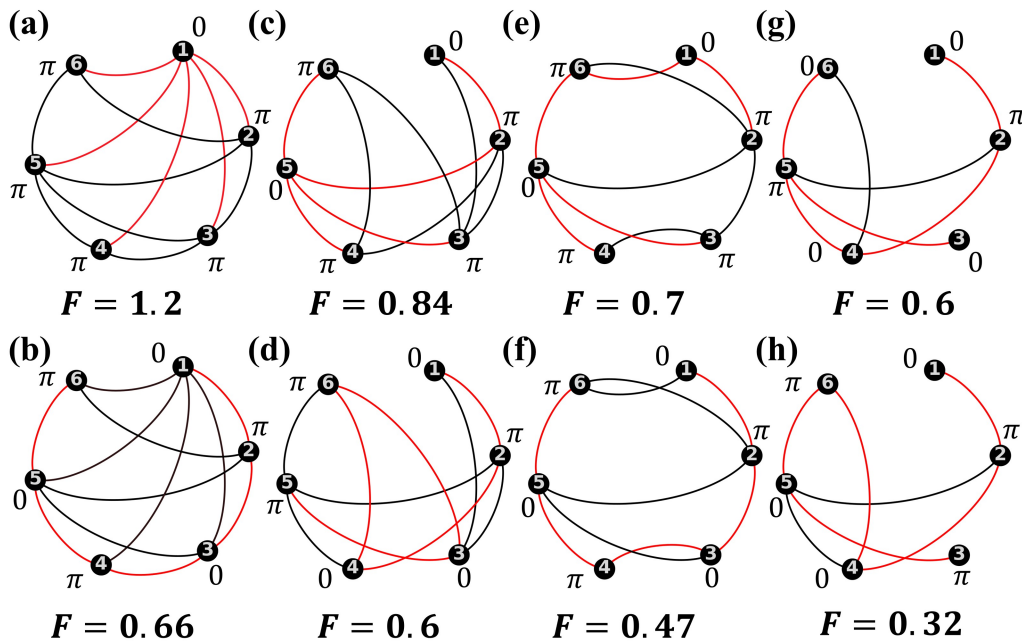 (a) (c) (e) (g)
0 0 0 0
1 1 1 1
π 6 π 6 π 6 0 6
π 2 π 2 π 2 π 2
5 π 5 0 5 0 5 π
4 π 3 π 4 π 3 π 4 π 3 π 4 0 3 0
F = 1.2 F = 0.84 F = 0.7 F = 0.6
(b) (d) (f) (h)
0 0 0 0
1 1 1 1
π 6 π 6 π 6 π 6
π 2 π 2 π 2 π 2
5 0 5 π 5 0 5 0
4 π 3 0 4 0 3 0 4 π 3 0 4 0 3 π
F = 0.66 F = 0.6 F = 0.47 F = 0.32